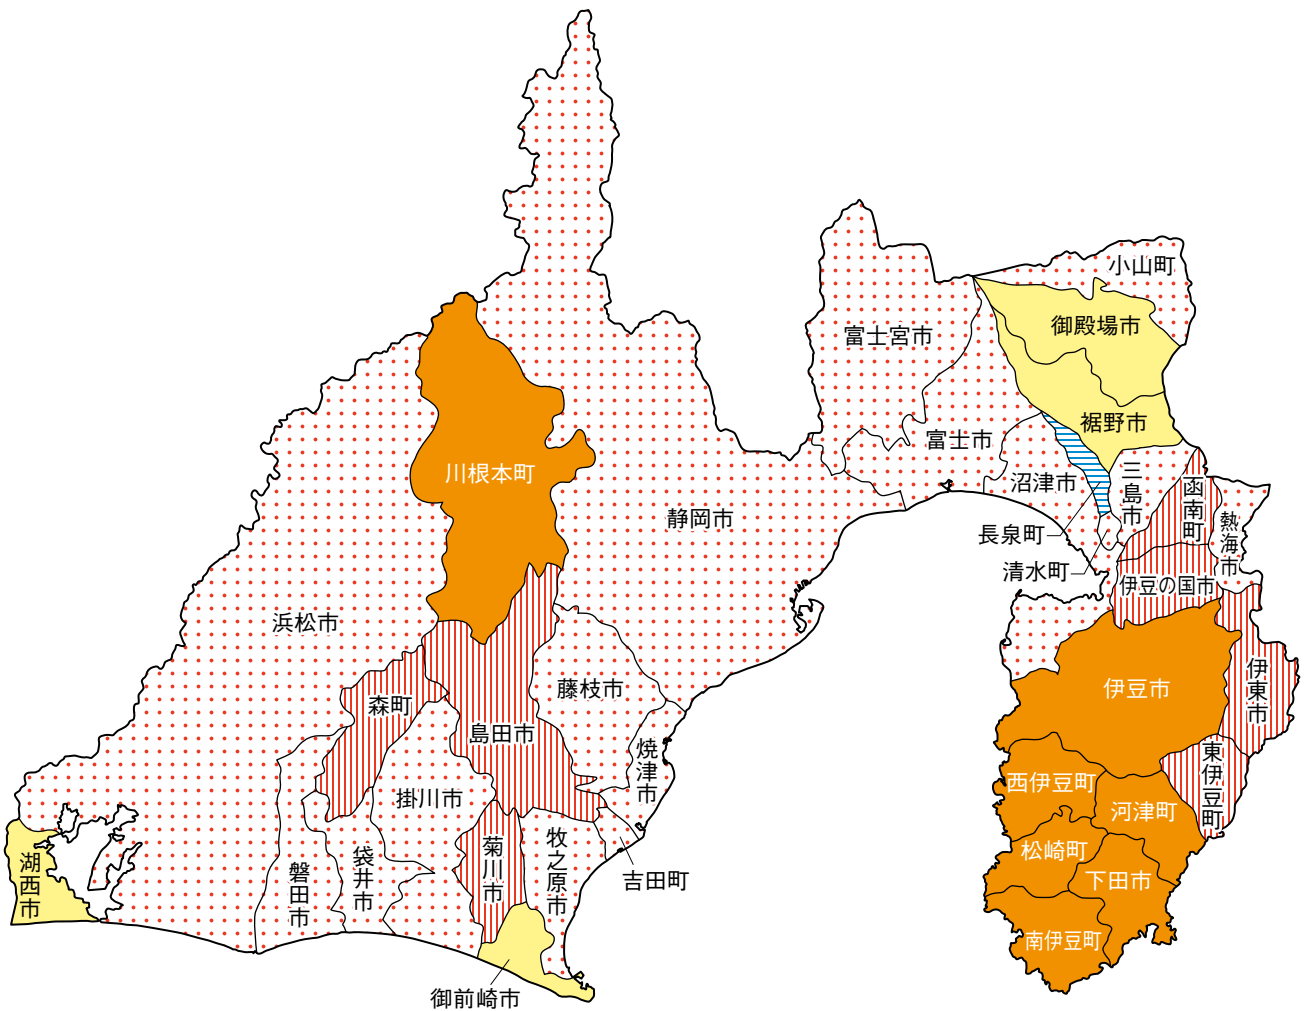 小山町
御殿場市
富士宮市
裾野市
富士市
川根本町
三島市
函南町
沼津市
静岡市
熱海市
長泉町
清水町
伊豆の国市
浜松市
藤枝市
伊豆市
伊東市
森町
島田市
焼津市
東伊豆町
西伊豆町
掛川市
河津町
菊川市
牧之原市
松崎町
湖西市
磐田市
袋井市
吉田町
下田市
南伊豆町
御前崎市